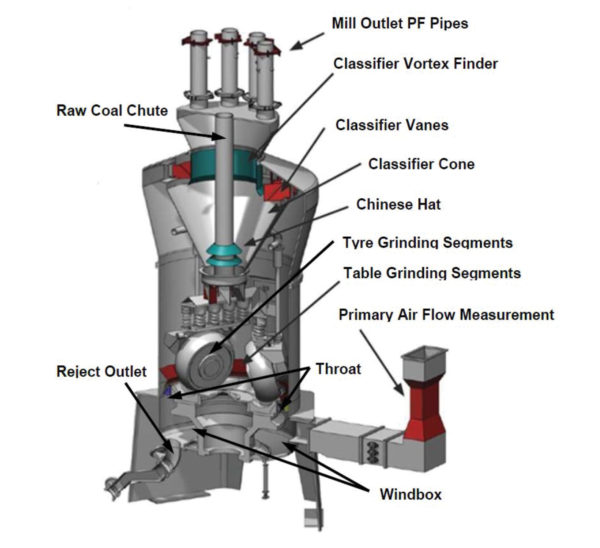 Mill Outlet PF Pipes
Classifier Vortex Finder
Raw Coal Chute
Classifier Vanes
Classifier Cone
Chinese Hat
Tyre Grinding Segments
Table Grinding Segments
Primary Air Flow Measurement
Reject Outlet
Throat
Windbox